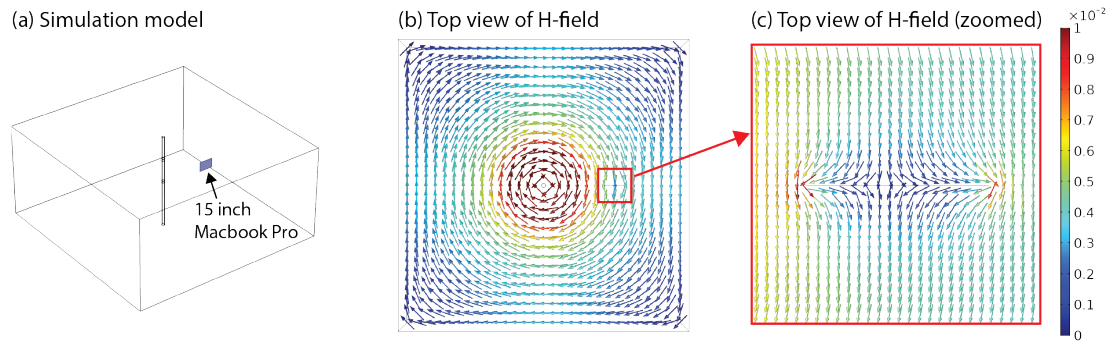 (a) Simulation model
(b) Top view of H-field
(c) Top view of H-field (zoomed)
×10⁻²
1
0.9
0.8
0.7
0.6
0.5
0.4
0.3
0.2
0.1
0
15 inch
Macbook Pro